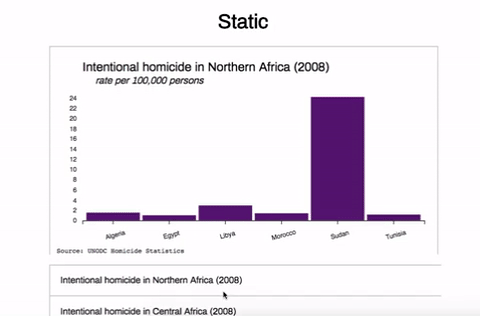 Static
Intentional homicide in Northern Africa (2008)
rate per 100,000 persons
24
22
20
18
16
14
12
10
8
6
4
2
0
Algeria Egypt Libya Morocco Sudan Tunisia
Source: UNODC Homicide Statistics
Intentional homicide in Northern Africa (2008)
Intentional homicide in Central Africa (2008)